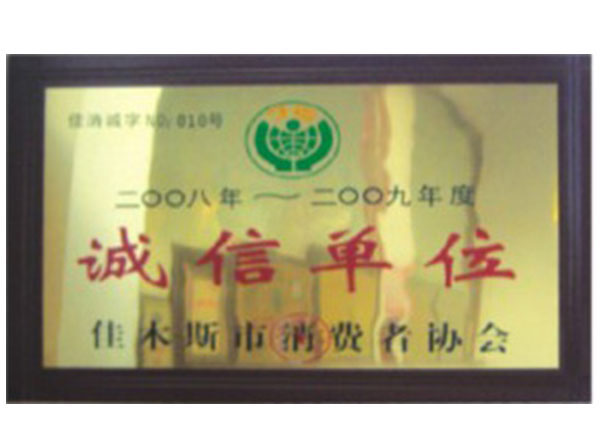 佳消诚字NO:010号
二〇〇八年——二〇〇九年度
诚信单位
佳木斯市消费者协会